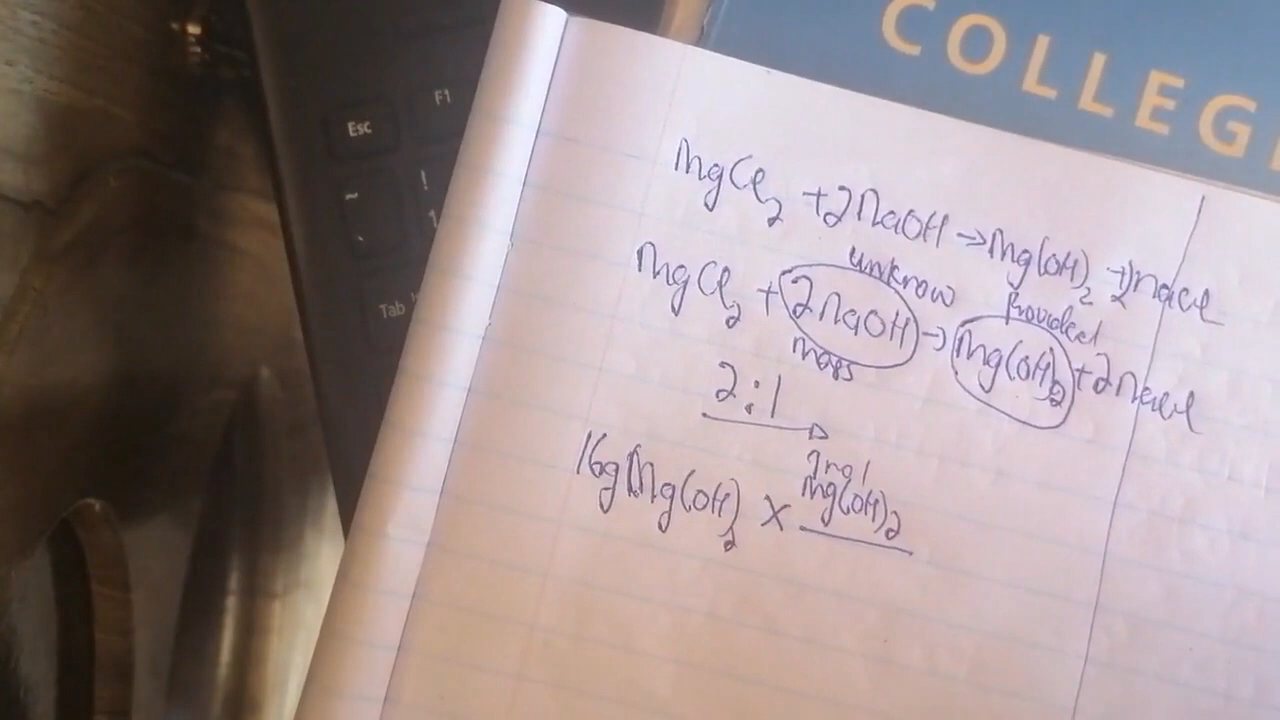 COLLEG
Esc
F1
~
`
!
1
Tab
MgCl2 + 2NaOH → Mg(OH)2 + 2NaCl
unknow provided
MgCl2 + 2NaOH → Mg(OH)2 + 2NaCl
mass
2:1
1mol
16g Mg(OH)2 × Mg(OH)2